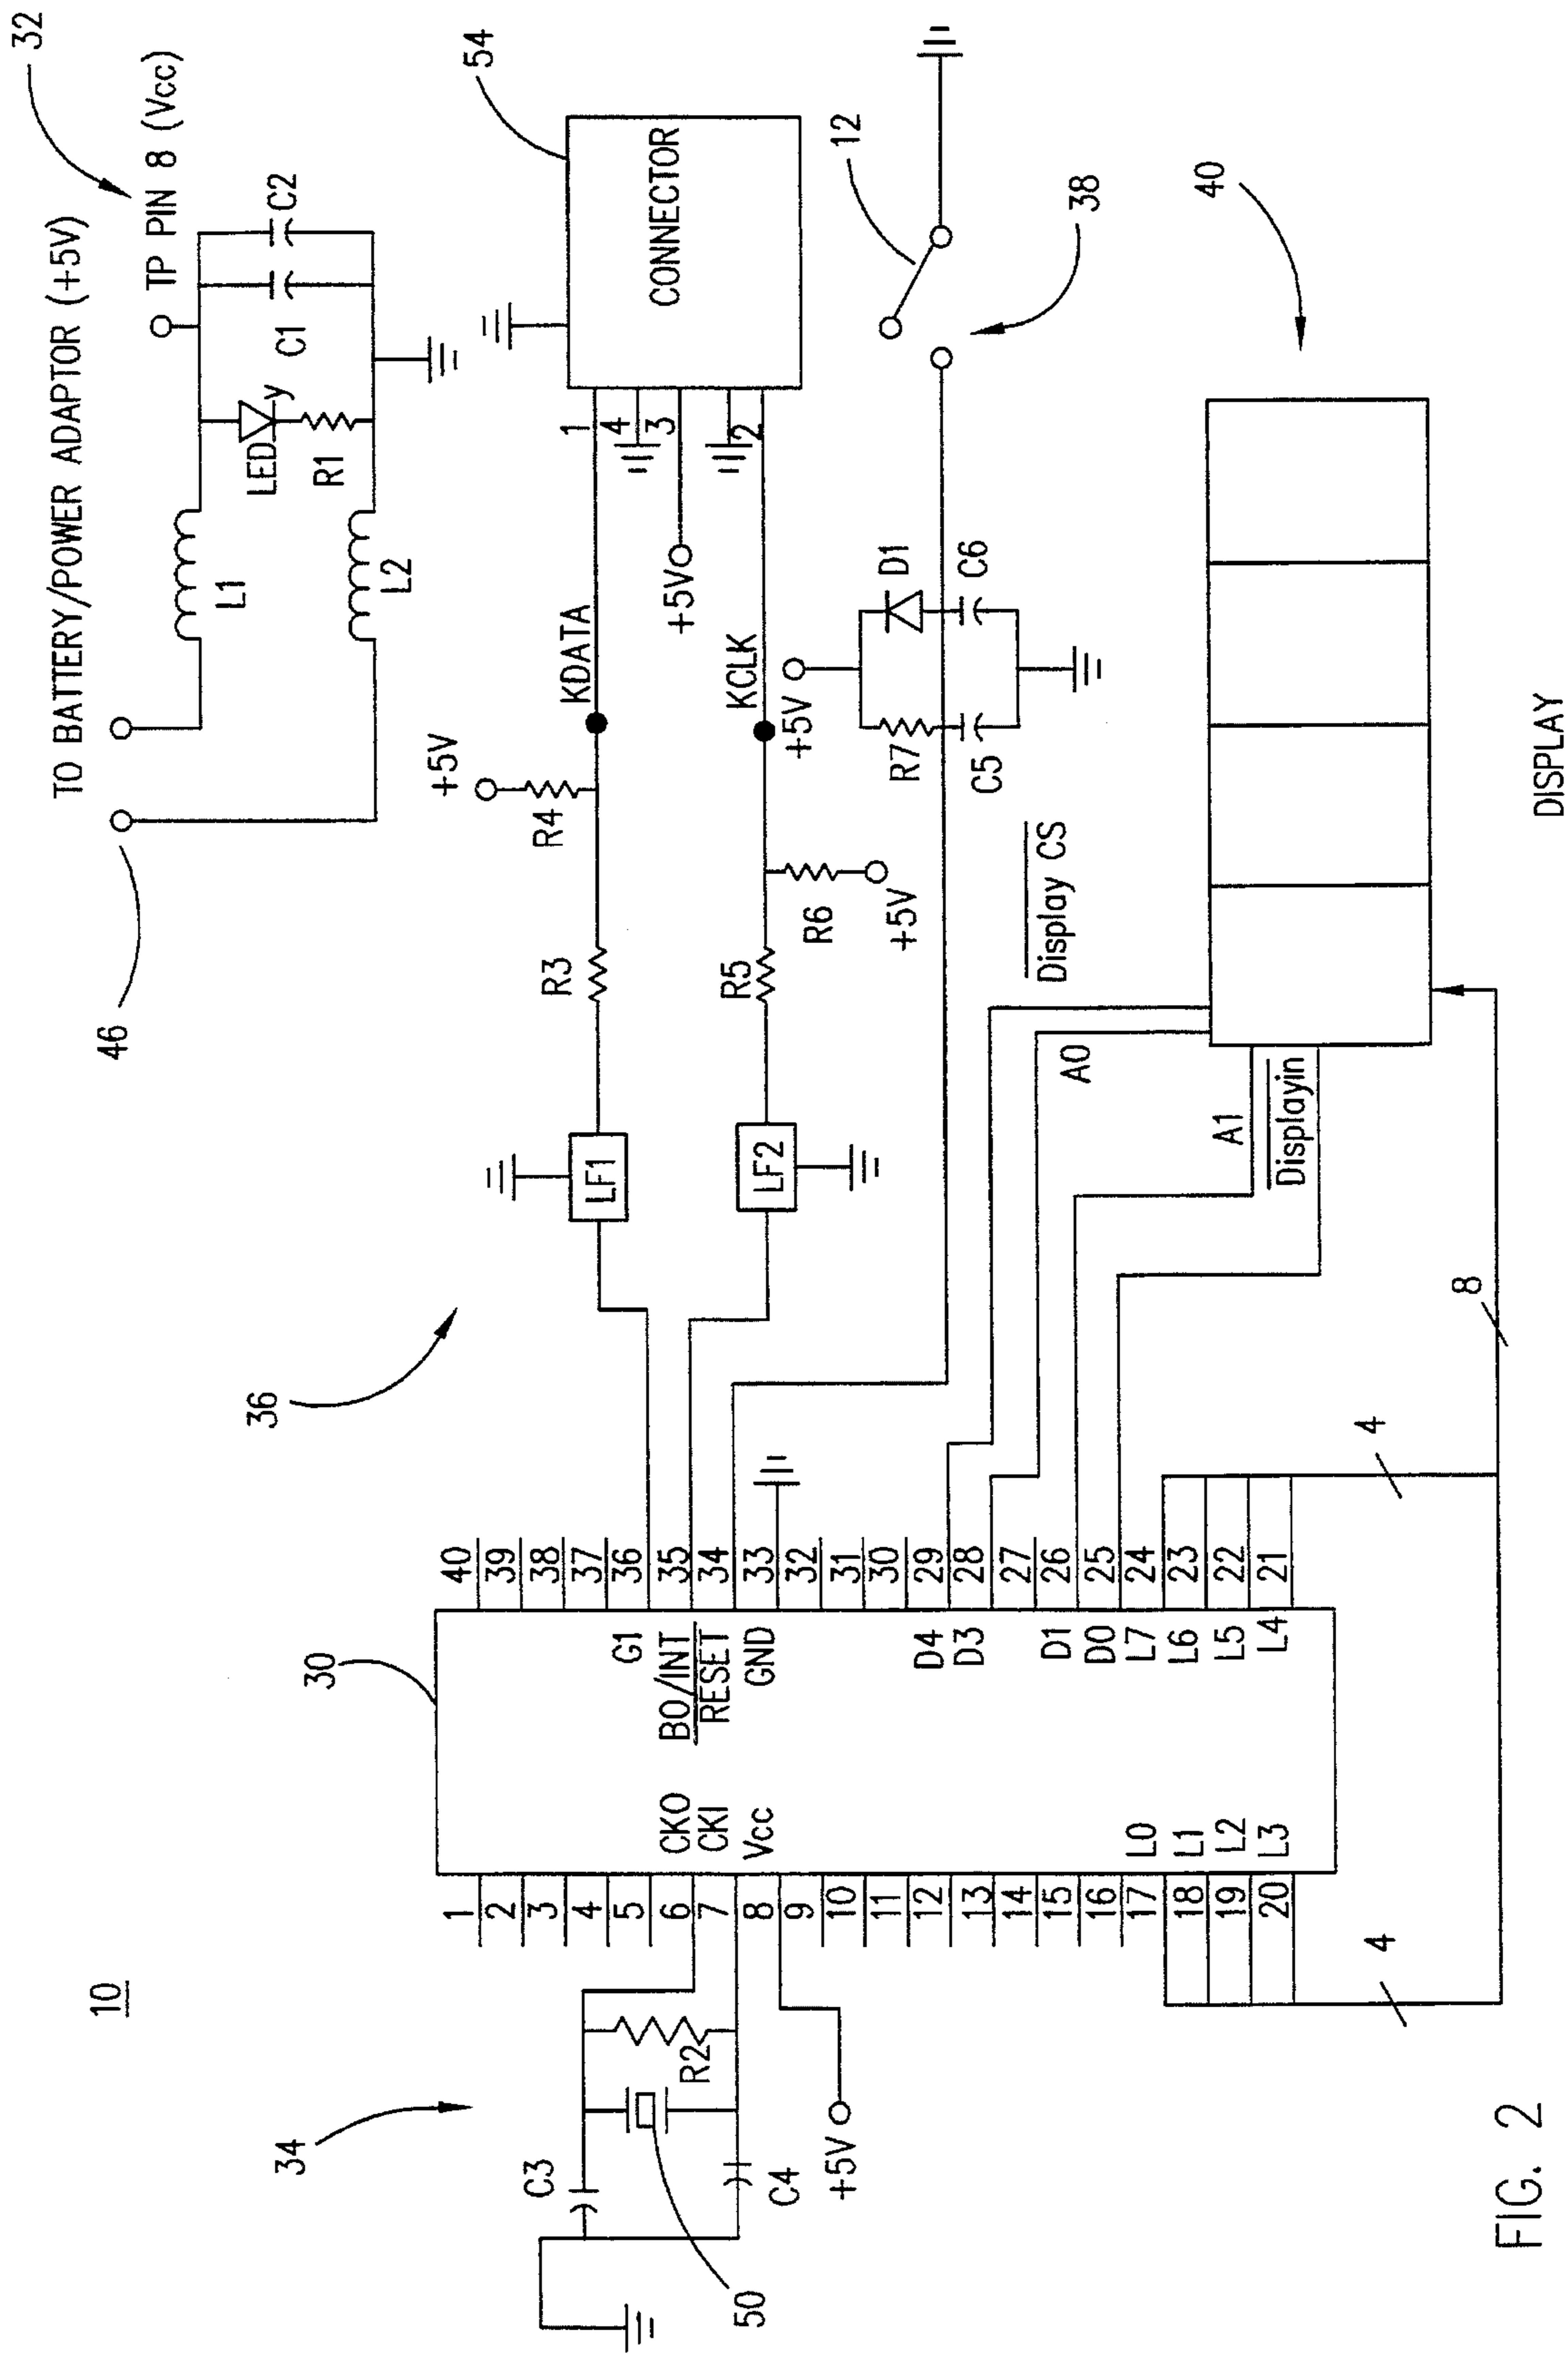 10
TO BATTERY/POWER ADAPTOR (+5V)
TP PIN 8 (Vcc)
32
46
L1
L2
LED
R1
C1
C2
34
C3
C4
R2
50
+5V
30
1
2
3
4
5
6
7
8
9
10
11
12
13
14
15
16
17
18
19
20
CKO
CKI
Vcc
L0
L1
L2
L3
G1
BO/INT
RESET
GND
D4
D3
D1
D0
L7
L6
L5
L4
40
39
38
37
36
35
34
33
32
31
30
29
28
27
26
25
24
23
22
21
36
LF1
R3
R4
+5V
KDATA
LF2
R5
R6
+5V
KCLK
+5V
1
4
3
2
CONNECTOR
54
+5V
R7
D1
C5
C6
12
38
Display CS
A0
A1
Displayin
40
4
4
8
DISPLAY
FIG. 2